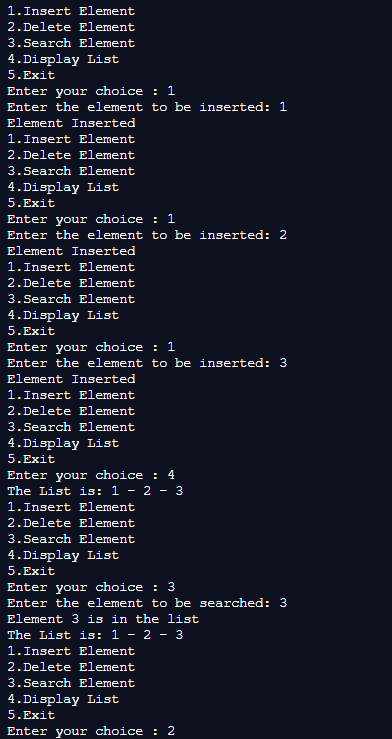 1.Insert Element
2.Delete Element
3.Search Element
4.Display List
5.Exit
Enter your choice : 1
Enter the element to be inserted: 1
Element Inserted
1.Insert Element
2.Delete Element
3.Search Element
4.Display List
5.Exit
Enter your choice : 1
Enter the element to be inserted: 2
Element Inserted
1.Insert Element
2.Delete Element
3.Search Element
4.Display List
5.Exit
Enter your choice : 1
Enter the element to be inserted: 3
Element Inserted
1.Insert Element
2.Delete Element
3.Search Element
4.Display List
5.Exit
Enter your choice : 4
The List is: 1 - 2 - 3
1.Insert Element
2.Delete Element
3.Search Element
4.Display List
5.Exit
Enter your choice : 3
Enter the element to be searched: 3
Element 3 is in the list
The List is: 1 - 2 - 3
1.Insert Element
2.Delete Element
3.Search Element
4.Display List
5.Exit
Enter your choice : 2